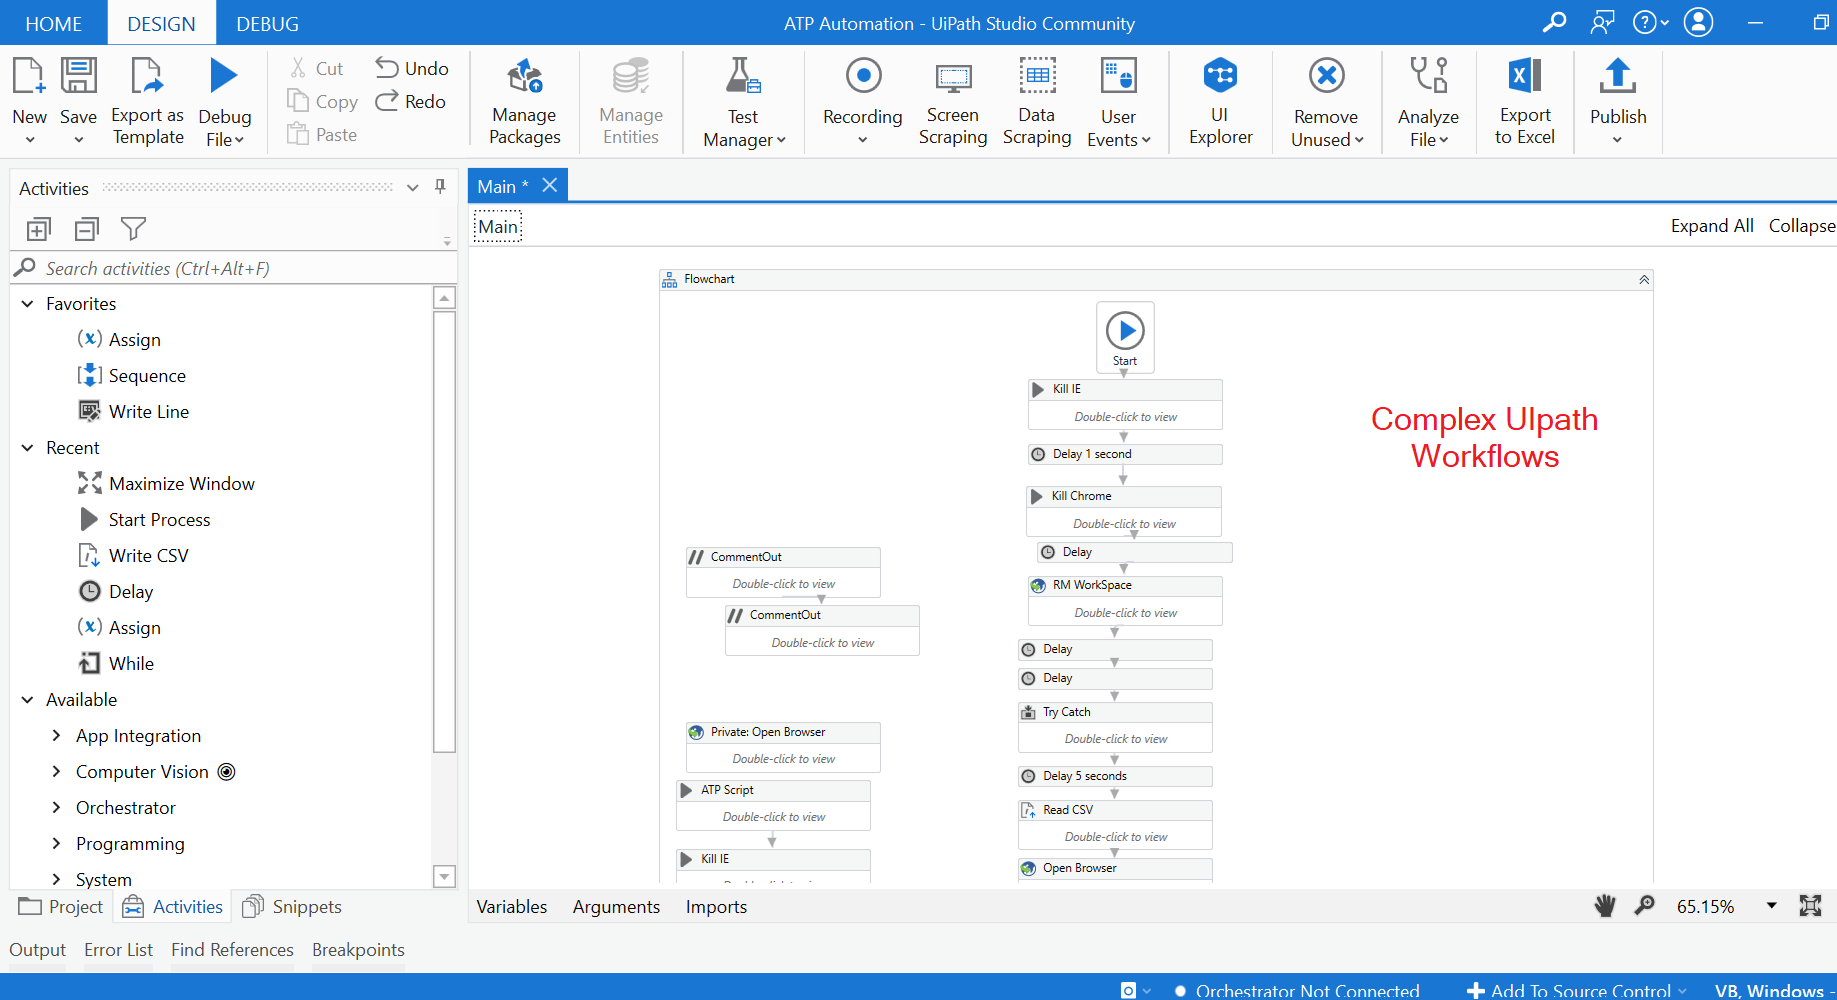 HOME DESIGN DEBUG ATP Automation - UiPath Studio Community
New
Save
Export as
Template
Debug
File
Cut
Copy
Paste
Undo
Redo
Manage
Packages
Manage
Entities
Test
Manager
Recording
Screen
Scraping
Data
Scraping
User
Events
UI
Explorer
Remove
Unused
Analyze
File
Export
to Excel
Publish
Activities
Search activities (Ctrl+Alt+F)
Favorites
Assign
Sequence
Write Line
Recent
Maximize Window
Start Process
Write CSV
Delay
Assign
While
Available
App Integration
Computer Vision
Orchestrator
Programming
System
Project Activities Snippets
Main *
Main
Expand All Collapse
Flowchart
Start
Kill IE
Double-click to view
Delay 1 second
Kill Chrome
Double-click to view
Delay
RM WorkSpace
Double-click to view
Delay
Delay
Try Catch
Double-click to view
Delay 5 seconds
Read CSV
Double-click to view
Open Browser
CommentOut
Double-click to view
CommentOut
Double-click to view
Private: Open Browser
Double-click to view
ATP Script
Double-click to view
Kill IE
Complex UIpath
Workflows
Variables Arguments Imports
65.15%
Output Error List Find References Breakpoints
Orchestrator Not Connected Add To Source Control VB, Windows -